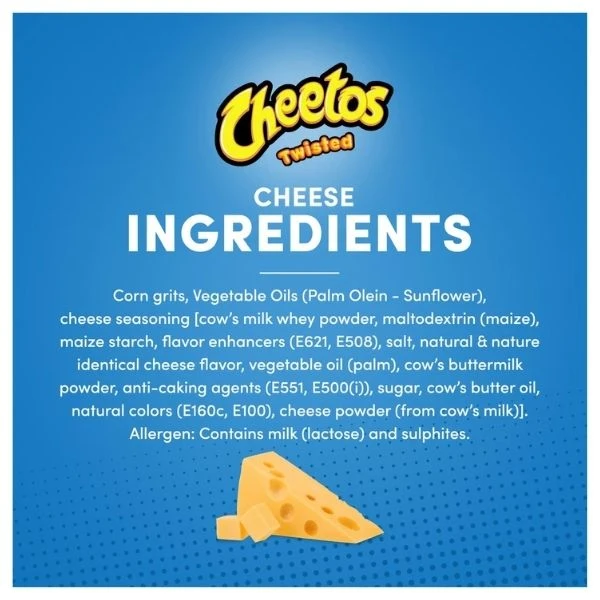 Cheetos
Twisted
CHEESE
INGREDIENTS
Corn grits, Vegetable Oils (Palm Olein - Sunflower),
cheese seasoning [cow's milk whey powder, maltodextrin (maize),
maize starch, flavor enhancers (E621, E508), salt, natural & nature
identical cheese flavor, vegetable oil (palm), cow's buttermilk
powder, anti-caking agents (E551, E500(i)), sugar, cow's butter oil,
natural colors (E160c, E100), cheese powder (from cow's milk)].
Allergen: Contains milk (lactose) and sulphites.